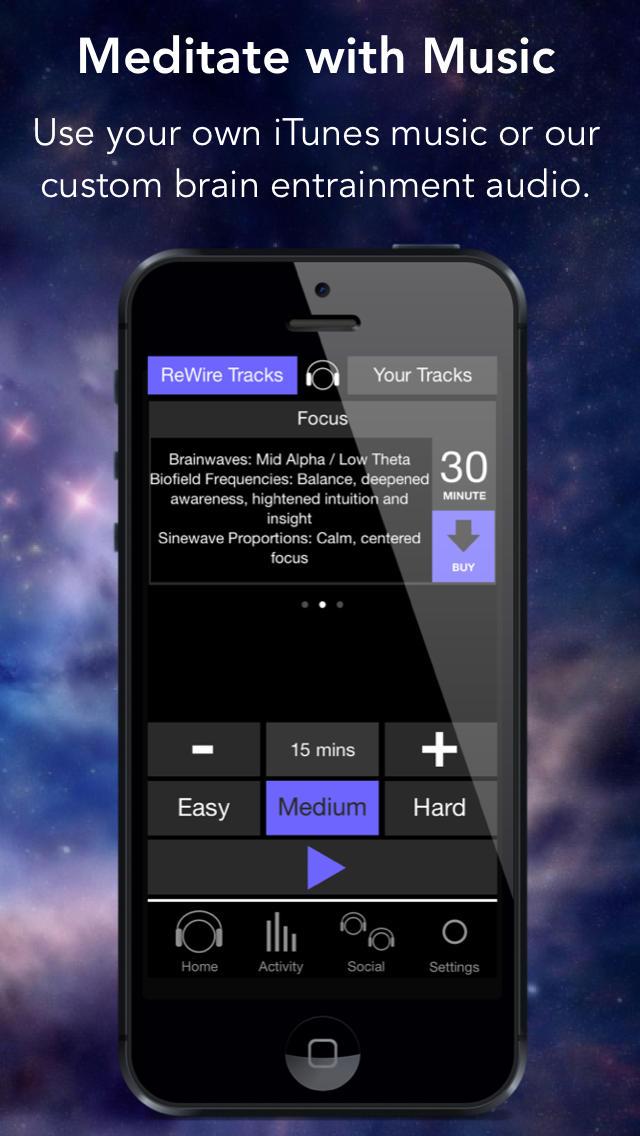 Meditate with Music
Use your own iTunes music or our
custom brain entrainment audio.
ReWire Tracks
Your Tracks
Focus
Brainwaves: Mid Alpha / Low Theta
Biofield Frequencies: Balance, deepened
awareness, hightened intuition and
insight
Sinewave Proportions: Calm, centered
focus
30
MINUTE
BUY
- 15 mins +
Easy Medium Hard
Home Activity Social Settings